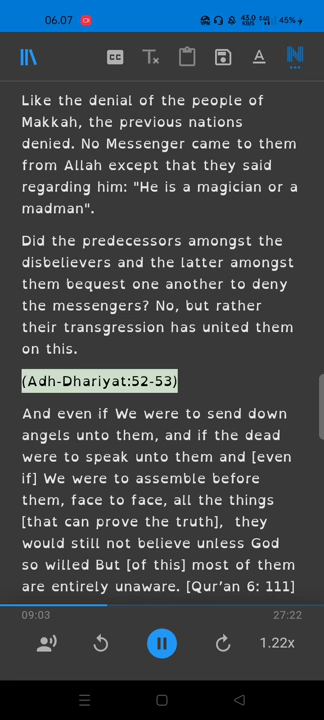 06.07
43.0
KB/S
45%
CC
Like the denial of the people of
Makkah, the previous nations
denied. No Messenger came to them
from Allah except that they said
regarding him: "He is a magician or a
madman".
Did the predecessors amongst the
disbelievers and the latter amongst
them bequest one another to deny
the messengers? No, but rather
their transgression has united them
on this.
(Adh-Dhariyat:52-53)
And even if We were to send down
angels unto them, and if the dead
were to speak unto them and [even
if] We were to assemble before
them, face to face, all the things
[that can prove the truth],  they
would still not believe unless God
so willed But [of this] most of them
are entirely unaware. [Qur’an 6: 111]
09:03
27:22
1.22x